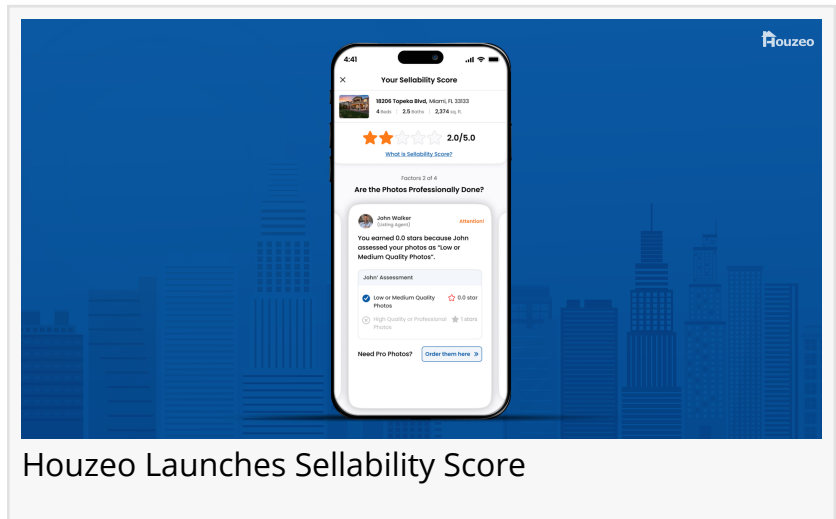 Houzeo
4:41
Your Sellability Score
18206 Topeka Blvd, Miami, FL 33133
4 Beds | 2.5 Baths | 2,374 sq. ft.
2.0/5.0
What is Sellability Score?
Factors 2 of 4
Are the Photos Professionally Done?
John Walker
(Listing Agent)
Attention!
You earned 0.0 stars because John
assessed your photos as "Low or
Medium Quality Photos".
John' Assessment
Low or Medium Quality 0.0 star
Photos
High Quality or Professional 1 stars
Photos
Need Pro Photos? Order them here »
Houzeo Launches Sellability Score